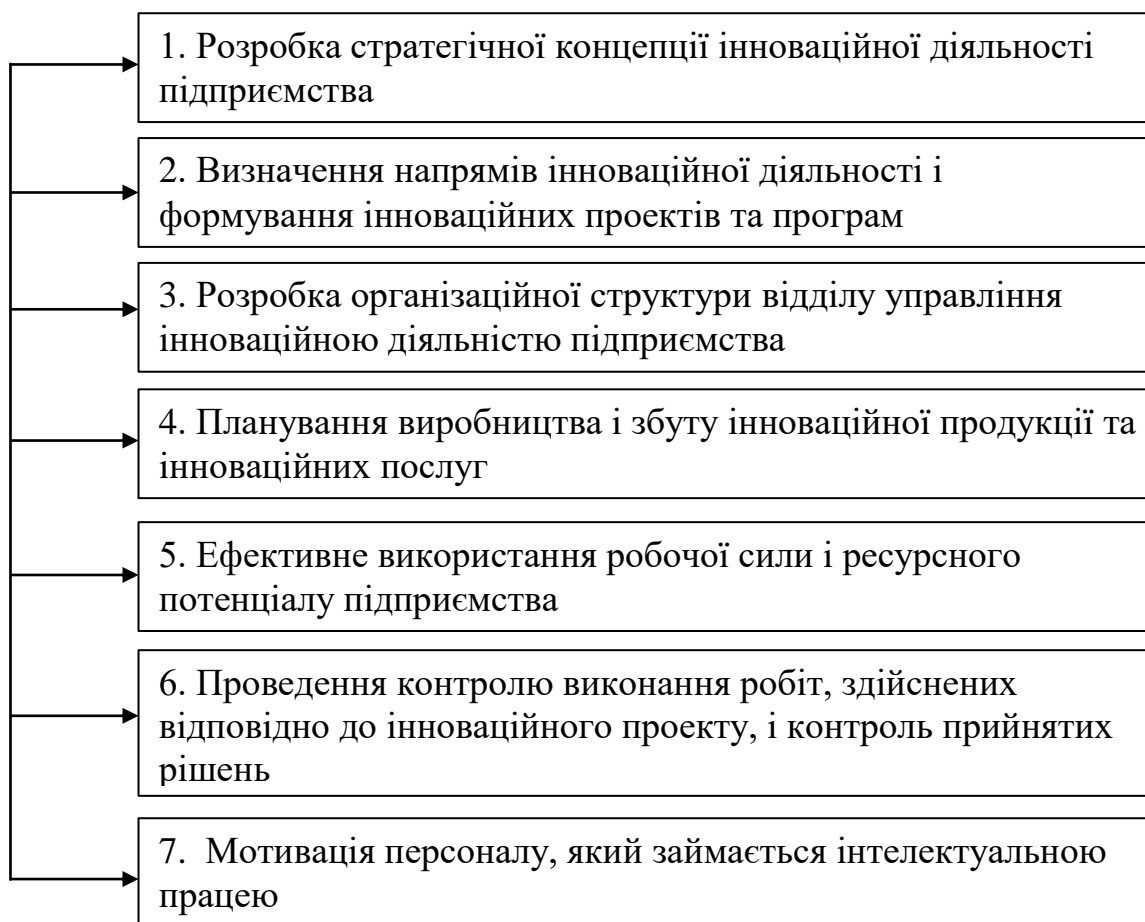 1. Розробка стратегічної концепції інноваційної діяльності
підприємства
2. Визначення напрямів інноваційної діяльності і
формування інноваційних проектів та програм
3. Розробка організаційної структури відділу управління
інноваційною діяльністю підприємства
4. Планування виробництва і збуту інноваційної продукції та
інноваційних послуг
5. Ефективне використання робочої сили і ресурсного
потенціалу підприємства
6. Проведення контролю виконання робіт, здійснених
відповідно до інноваційного проекту, і контроль прийнятих
рішень
7. Мотивація персоналу, який займається інтелектуальною
працею